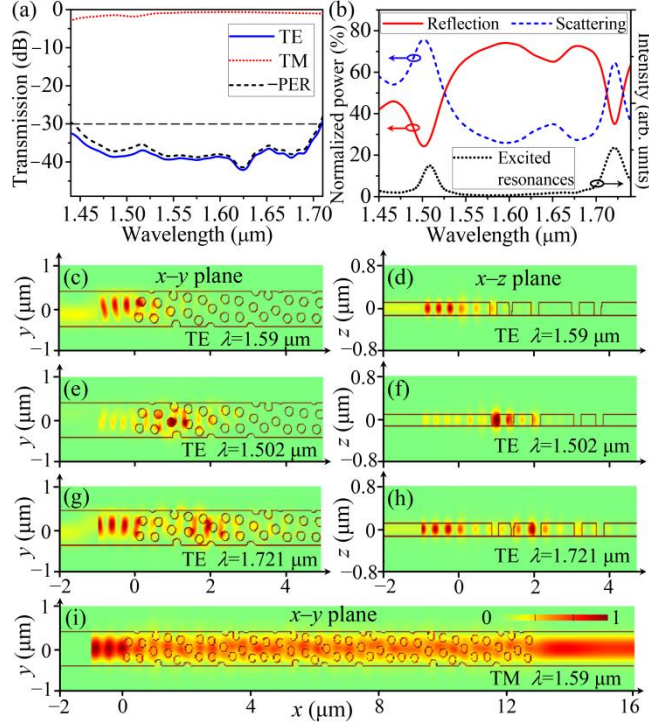 (a)
0
−10
−20
−30
−40
TE
TM
PER
Transmission (dB)
1.45 1.50 1.55 1.60 1.65 1.70
Wavelength (μm)
(b)
Reflection Scattering
80
60
40
20
0
Normalized power (%)
Intensity (arb. units)
Excited
resonances
1.45 1.50 1.55 1.60 1.65 1.70
Wavelength (μm)
(c) x–y plane
1
0
−1
y (μm)
TE λ=1.59 μm
(d) x–z plane
0.8
0
−0.8
z (μm)
TE λ=1.59 μm
(e)
1
0
−1
y (μm)
TE λ=1.502 μm
(f)
0.8
0
−0.8
z (μm)
TE λ=1.502 μm
(g)
1
0
−1
y (μm)
TE λ=1.721 μm
−2 0 2 4
(h)
0.8
0
−0.8
z (μm)
TE λ=1.721 μm
−2 0 2 4
(i) x–y plane 0 1
1
0
−1
y (μm)
TM λ=1.59 μm
−2 0 2 4 6 8 10 12 14 16
x (μm)